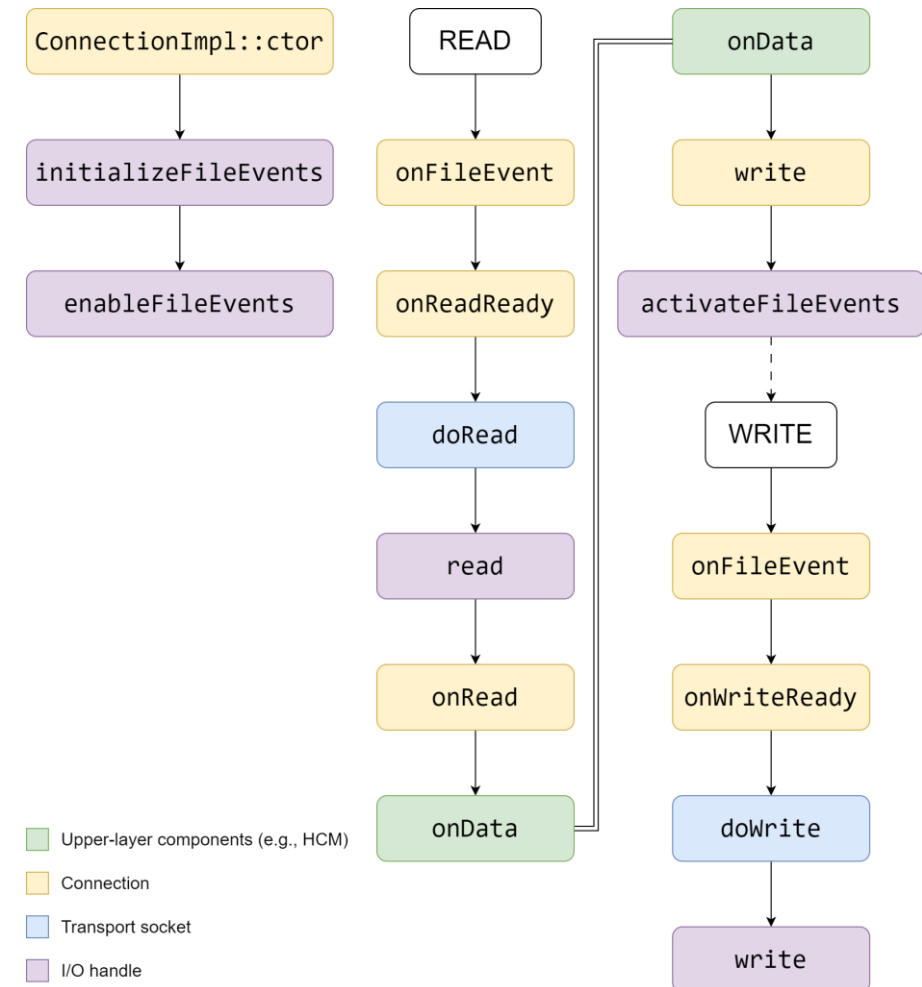 ConnectionImpl::ctor
initializeFileEvents
enableFileEvents
READ
onFileEvent
onReadReady
doRead
read
onRead
onData
onData
write
activateFileEvents
WRITE
onFileEvent
onWriteReady
doWrite
write
Upper-layer components (e.g., HCM)
Connection
Transport socket
I/O handle